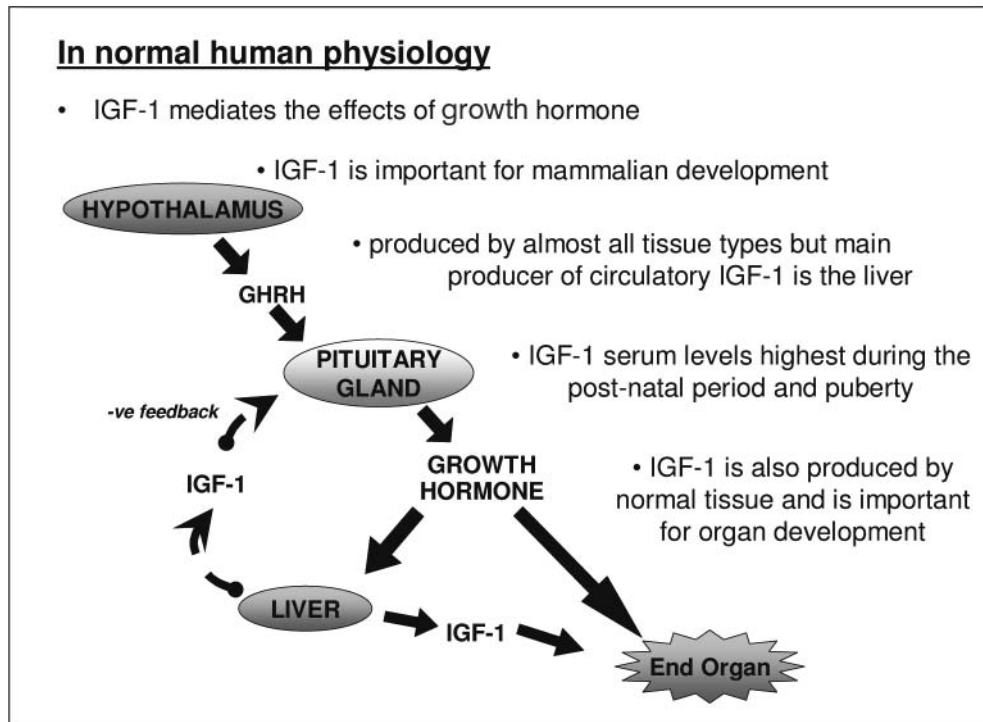 In normal human physiology
• IGF-1 mediates the effects of growth hormone
• IGF-1 is important for mammalian development
HYPOTHALAMUS
• produced by almost all tissue types but main
producer of circulatory IGF-1 is the liver
GHRH
• IGF-1 serum levels highest during the
post-natal period and puberty
PITUITARY
GLAND
-ve feedback
GROWTH
HORMONE
• IGF-1 is also produced by
normal tissue and is important
for organ development
IGF-1
LIVER
IGF-1
End Organ